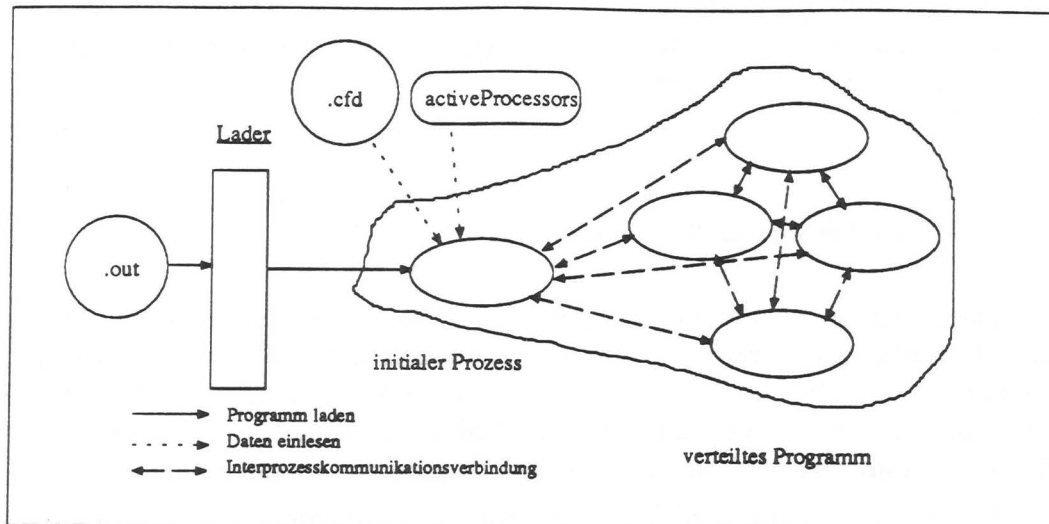 .cfd
activeProcessors
Lader
.out
initialer Prozess
Programm laden
Daten einlesen
Interprozesskommunikationsverbindung
verteiltes Programm